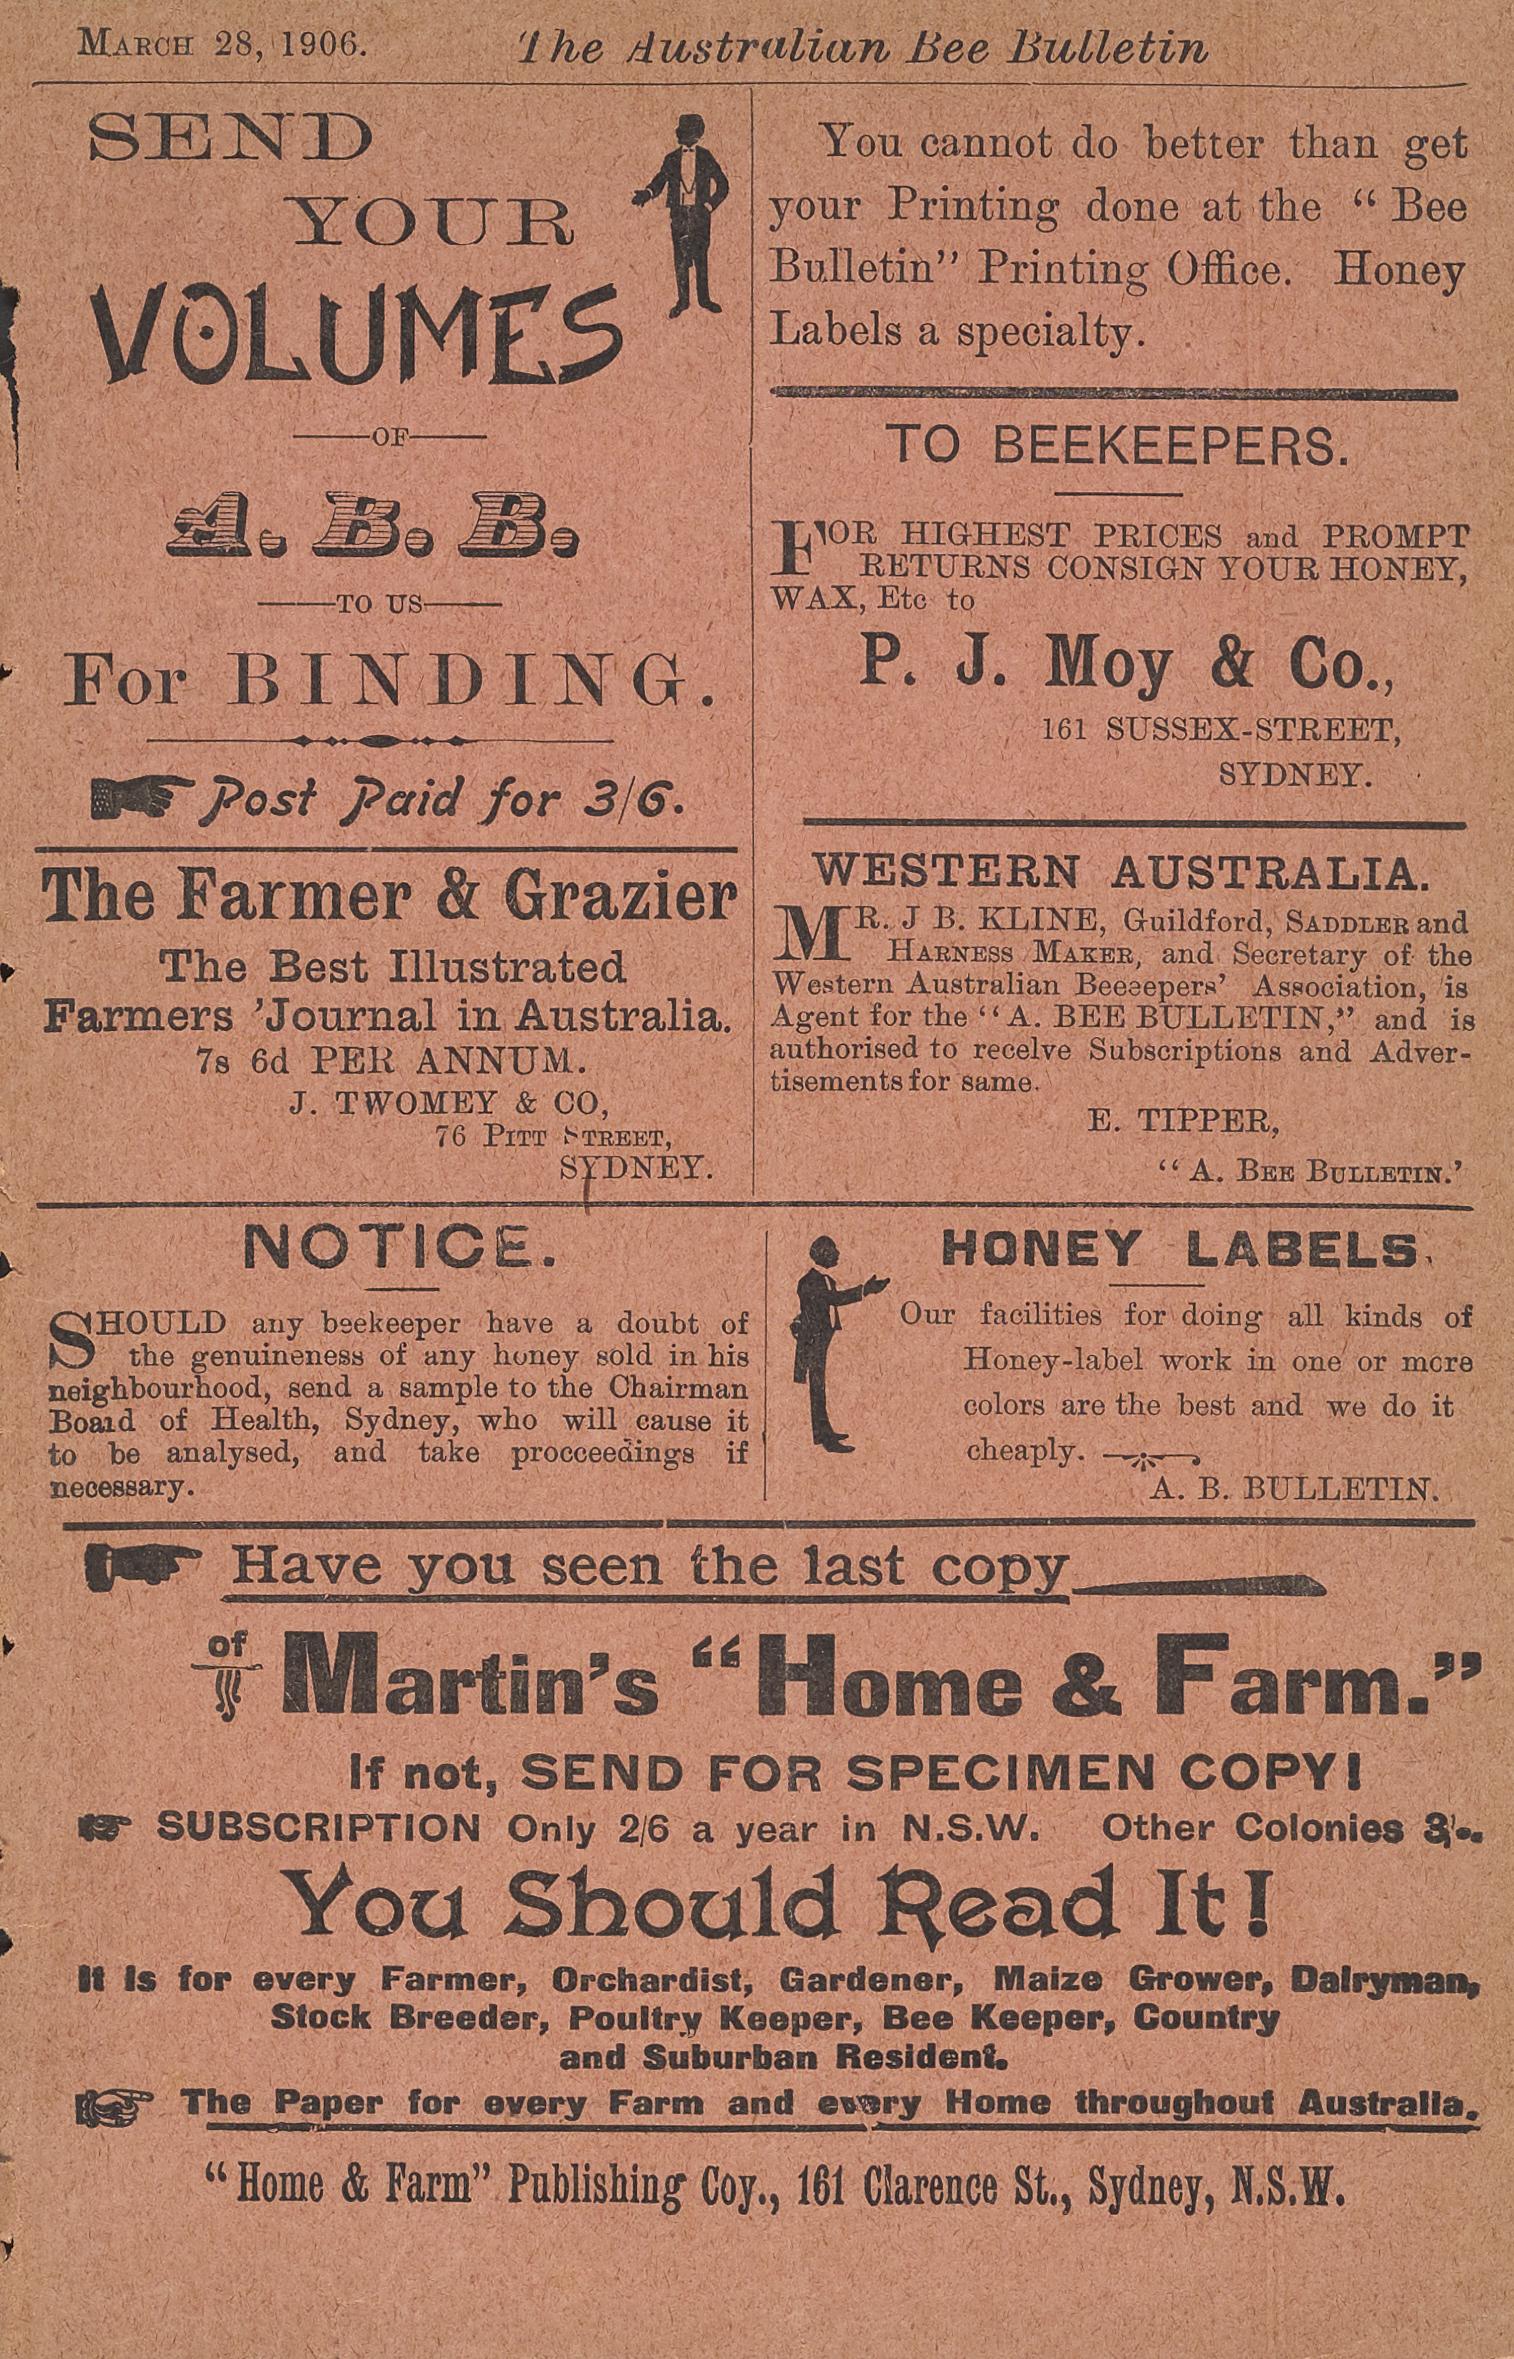 MARCH 28, 1906. The Australian Bee Bulletin
SEND
YOUR
VOLUMES
OF
A. B. B.
TO US
For BINDING.
Post Paid for 3/6.
The Farmer & Grazier
The Best Illustrated
Farmers 'Journal in Australia.
7s 6d PER ANNUM.
J. TWOMEY & CO,
76 PITT STREET,
SYDNEY.
You cannot do better than get
your Printing done at the “ Bee
Bulletin” Printing Office. Honey
Labels a specialty.
TO BEEKEEPERS.
FOR HIGHEST PRICES and PROMPT
RETURNS CONSIGN YOUR HONEY,
WAX, Etc to
P. J. Moy & Co.,
161 SUSSEX-STREET,
SYDNEY.
WESTERN AUSTRALIA.
MR. J B. KLINE, Guildford, SADDLER and
HARNESS MAKER, and Secretary of the
Western Australian Beeeepers’ Association, is
Agent for the “A. BEE BULLETIN,” and is
authorised to receive Subscriptions and Adver-
tisements for same.
E. TIPPER,
“ A. BEE BULLETIN.’
NOTICE.
SHOULD any beekeeper have a doubt of
the genuineness of any honey sold in his
neighbourhood, send a sample to the Chairman
Board of Health, Sydney, who will cause it
to be analysed, and take procceedings if
necessary.
HONEY LABELS.
Our facilities for doing all kinds of
Honey-label work in one or more
colors are the best and we do it
cheaply.
A. B. BULLETIN.
Have you seen the last copy
of Martin’s “Home & Farm.”
If not, SEND FOR SPECIMEN COPY!
SUBSCRIPTION Only 2/6 a year in N.S.W. Other Colonies 3/-.
You Should Read It!
It is for every Farmer, Orchardist, Gardener, Maize Grower, Dairyman,
Stock Breeder, Poultry Keeper, Bee Keeper, Country
and Suburban Resident.
The Paper for every Farm and every Home throughout Australia.
“Home & Farm” Publishing Coy., 161 Clarence St., Sydney, N.S.W.